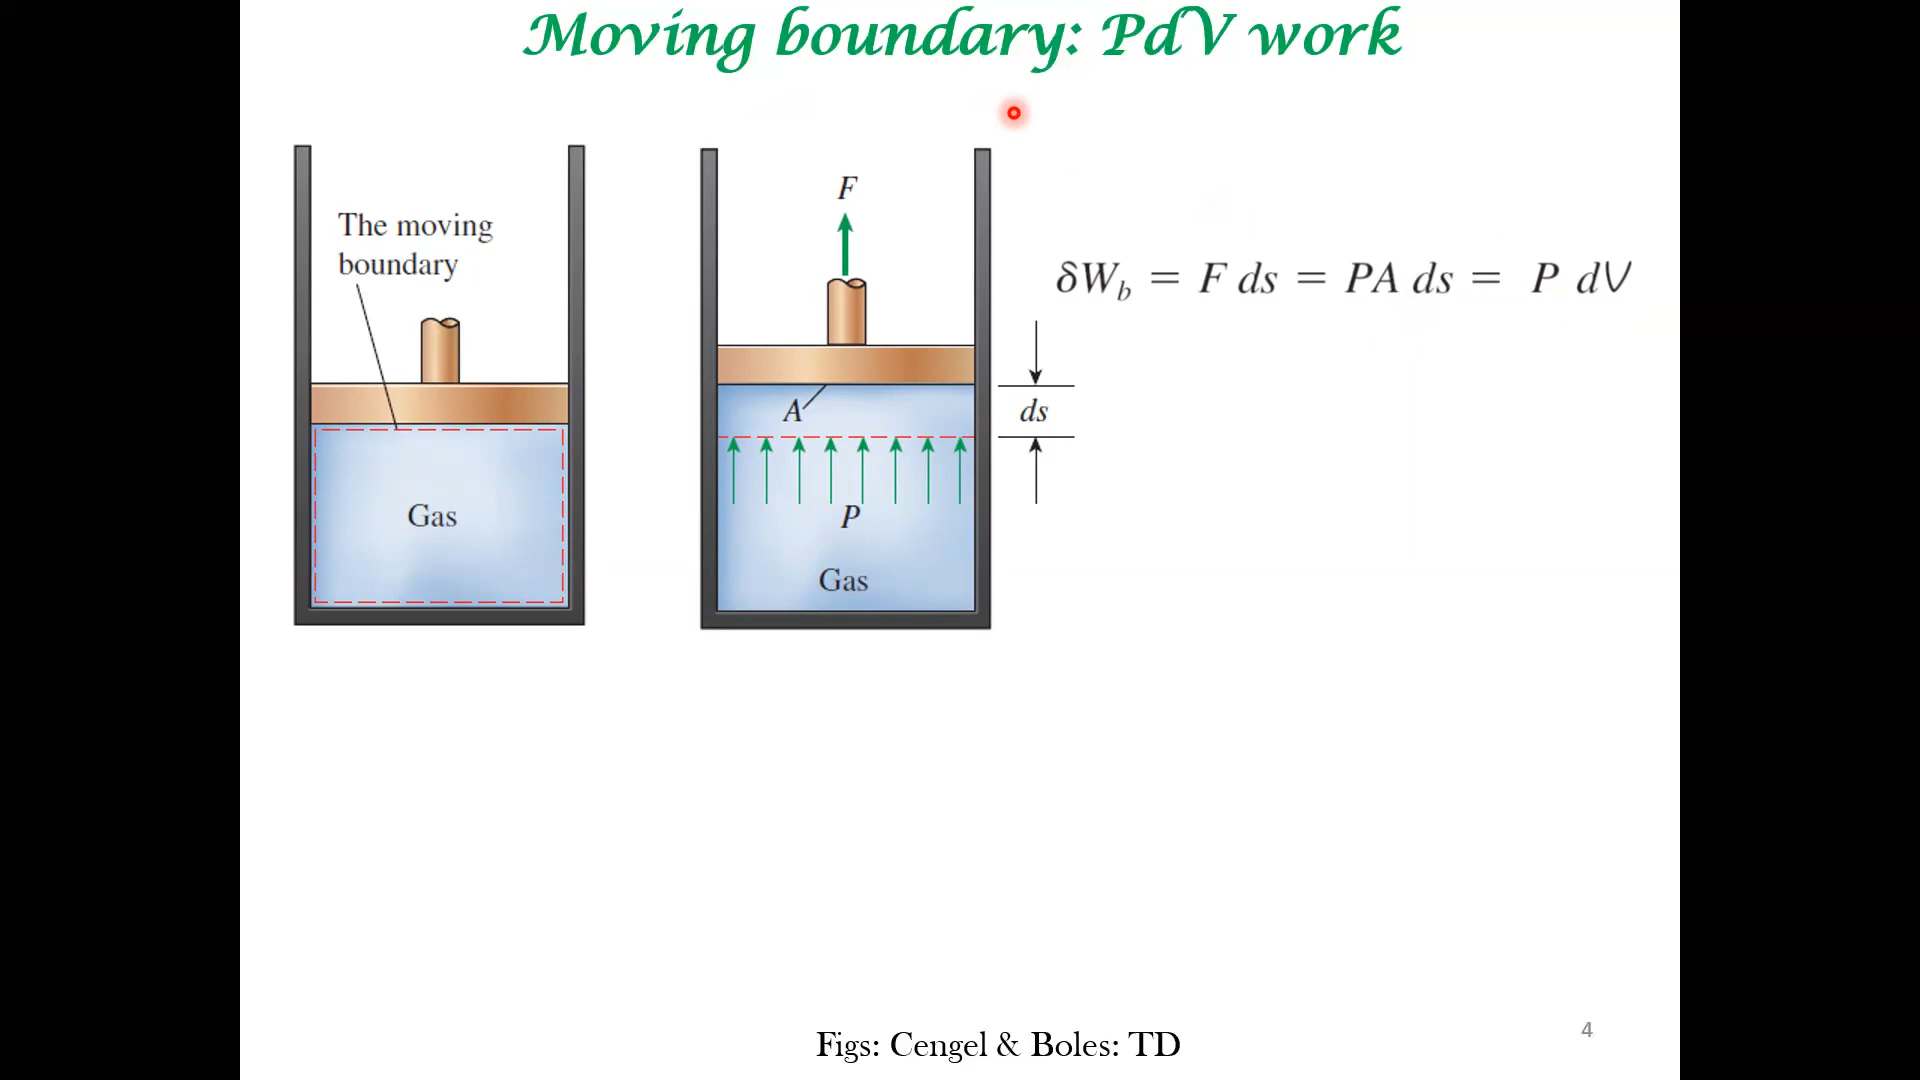 Moving boundary: PdV work
The moving
boundary
Gas
F
A
P
Gas
ds
δW_b = F ds = PA ds = P dV
Figs: Cengel & Boles: TD
4